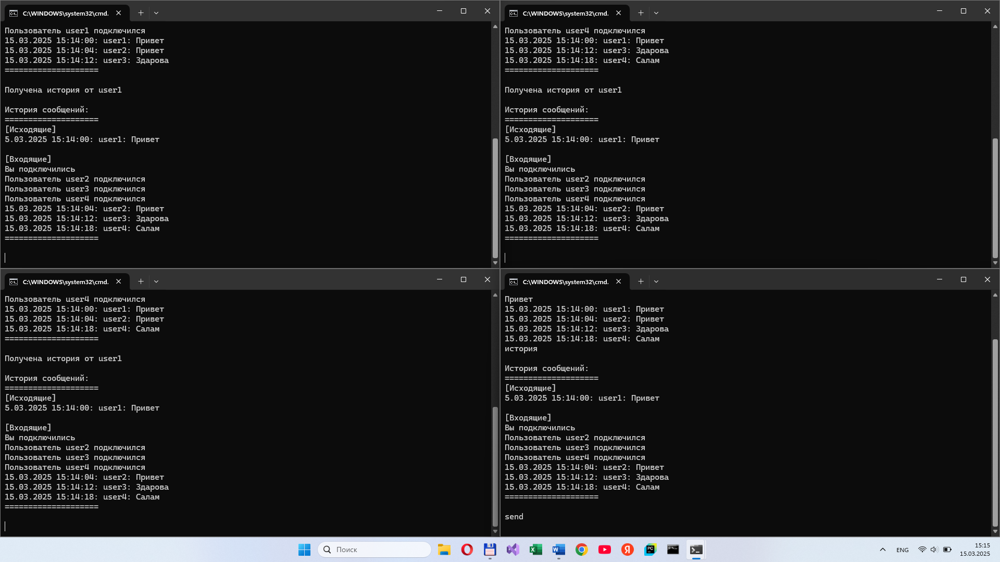 C:\WINDOWS\system32\cmd.
Пользователь user1 подключился
15.03.2025 15:14:00: user1: Привет
15.03.2025 15:14:04: user2: Привет
15.03.2025 15:14:12: user3: Здарова
=====================
Получена история от user1
История сообщений:
=====================
[Исходящие]
5.03.2025 15:14:00: user1: Привет
[Входящие]
Вы подключились
Пользователь user2 подключился
Пользователь user3 подключился
Пользователь user4 подключился
15.03.2025 15:14:04: user2: Привет
15.03.2025 15:14:12: user3: Здарова
15.03.2025 15:14:18: user4: Салам
=====================
C:\WINDOWS\system32\cmd.
Пользователь user4 подключился
15.03.2025 15:14:00: user1: Привет
15.03.2025 15:14:12: user3: Здарова
15.03.2025 15:14:18: user4: Салам
=====================
Получена история от user1
История сообщений:
=====================
[Исходящие]
5.03.2025 15:14:00: user1: Привет
[Входящие]
Вы подключились
Пользователь user2 подключился
Пользователь user3 подключился
Пользователь user4 подключился
15.03.2025 15:14:04: user2: Привет
15.03.2025 15:14:12: user3: Здарова
15.03.2025 15:14:18: user4: Салам
=====================
C:\WINDOWS\system32\cmd.
Пользователь user4 подключился
15.03.2025 15:14:00: user1: Привет
15.03.2025 15:14:04: user2: Привет
15.03.2025 15:14:18: user4: Салам
=====================
Получена история от user1
История сообщений:
=====================
[Исходящие]
5.03.2025 15:14:00: user1: Привет
[Входящие]
Вы подключились
Пользователь user2 подключился
Пользователь user3 подключился
Пользователь user4 подключился
15.03.2025 15:14:04: user2: Привет
15.03.2025 15:14:12: user3: Здарова
15.03.2025 15:14:18: user4: Салам
=====================
C:\WINDOWS\system32\cmd.
Привет
15.03.2025 15:14:00: user1: Привет
15.03.2025 15:14:04: user2: Привет
15.03.2025 15:14:12: user3: Здарова
15.03.2025 15:14:18: user4: Салам
история
История сообщений:
=====================
[Исходящие]
5.03.2025 15:14:00: user1: Привет
[Входящие]
Вы подключились
Пользователь user2 подключился
Пользователь user3 подключился
Пользователь user4 подключился
15.03.2025 15:14:04: user2: Привет
15.03.2025 15:14:12: user3: Здарова
15.03.2025 15:14:18: user4: Салам
=====================
send
Поиск
ENG
15:15
15.03.2025